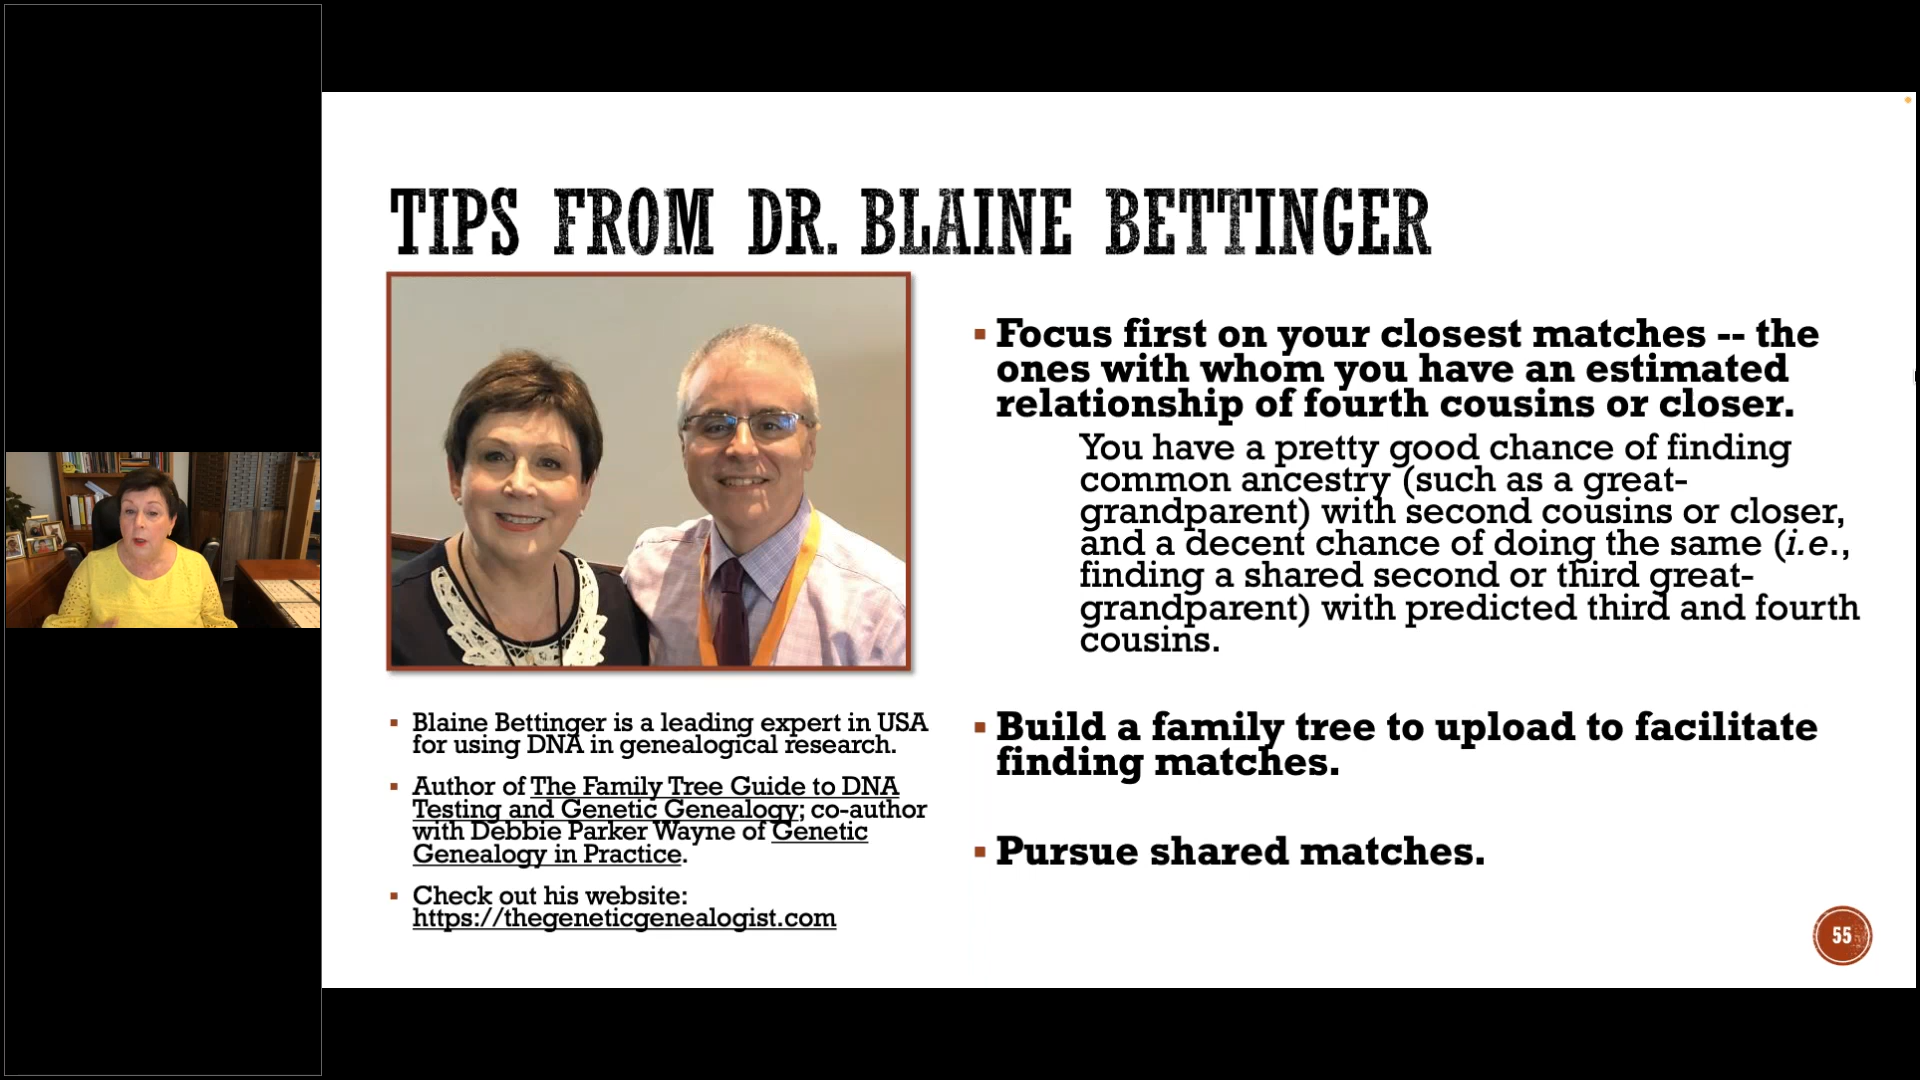 TIPS FROM DR. BLAINE BETTINGER
▪ Focus first on your closest matches -- the
ones with whom you have an estimated
relationship of fourth cousins or closer.
You have a pretty good chance of finding
common ancestry (such as a great-
grandparent) with second cousins or closer,
and a decent chance of doing the same (i.e.,
finding a shared second or third great-
grandparent) with predicted third and fourth
cousins.
▪ Build a family tree to upload to facilitate
finding matches.
▪ Pursue shared matches.
▪ Blaine Bettinger is a leading expert in USA
for using DNA in genealogical research.
▪ Author of The Family Tree Guide to DNA
Testing and Genetic Genealogy; co-author
with Debbie Parker Wayne of Genetic
Genealogy in Practice.
▪ Check out his website:
https://thegeneticgenealogist.com
55